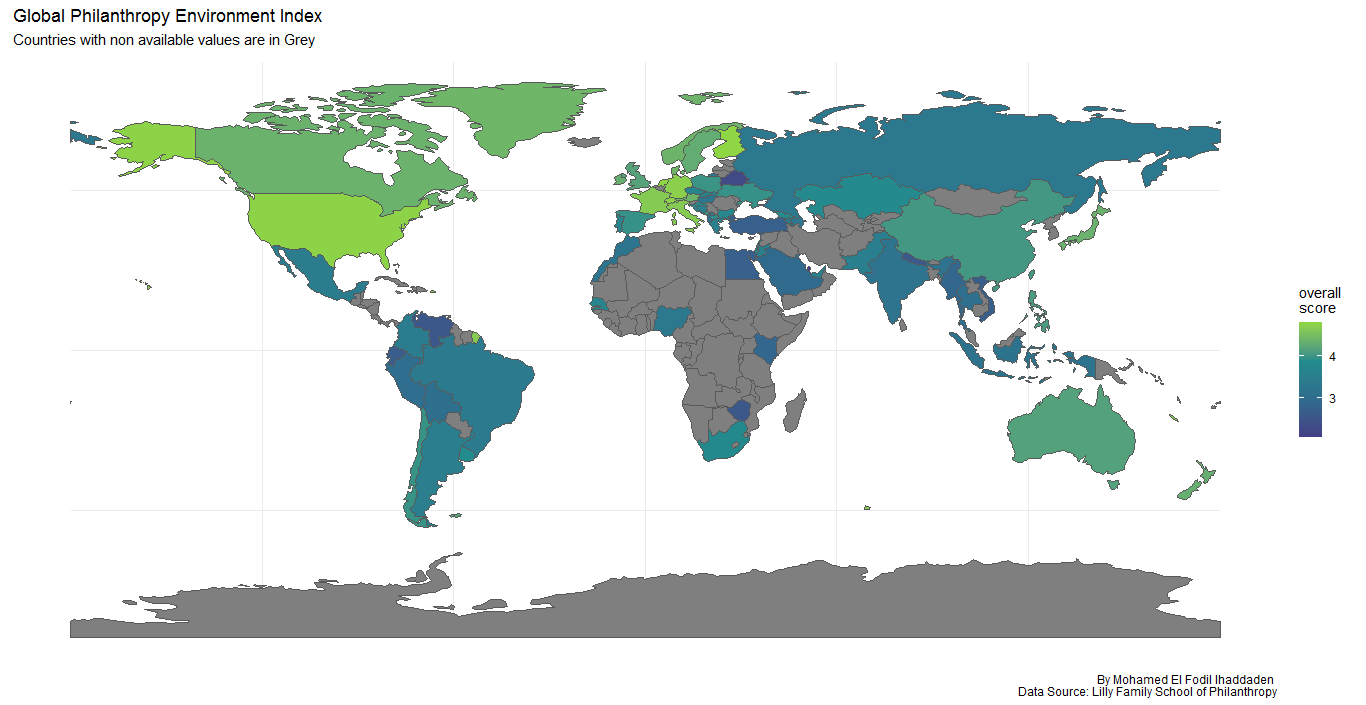 Global Philanthropy Environment Index
Countries with non available values are in Grey
overall
score
4
3
By Mohamed El Fodil Ihaddaden
Data Source: Lilly Family School of Philanthropy